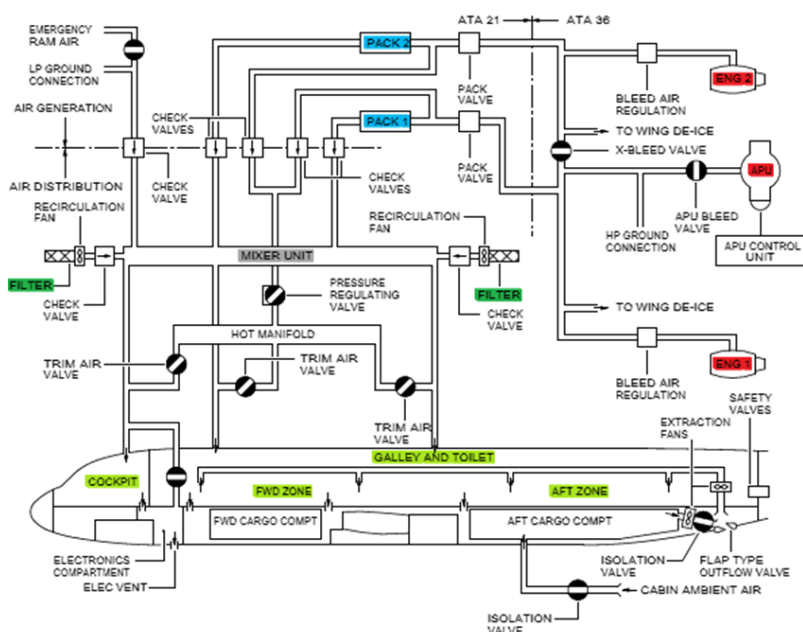 EMERGENCY
RAM AIR
LP GROUND
CONNECTION
AIR GENERATION
AIR DISTRIBUTION
CHECK
VALVES
CHECK
VALVE
CHECK
VALVES
PACK 2
PACK 1
PACK
VALVE
PACK
VALVE
ATA 21
ATA 36
BLEED AIR
REGULATION
ENG 2
TO WING DE-ICE
X-BLEED VALVE
APU
APU BLEED
VALVE
HP GROUND
CONNECTION
APU CONTROL
UNIT
RECIRCULATION
FAN
FILTER
CHECK
VALVE
MIXER UNIT
RECIRCULATION
FAN
FILTER
CHECK
VALVE
PRESSURE
REGULATING
VALVE
HOT MANIFOLD
TRIM AIR
VALVE
TRIM AIR
VALVE
TRIM AIR
VALVE
TO WING DE-ICE
ENG 1
BLEED AIR
REGULATION
SAFETY
VALVES
EXTRACTION
FANS
GALLEY AND TOILET
COCKPIT
FWD ZONE
AFT ZONE
FWD CARGO COMPT
AFT CARGO COMPT
ELECTRONICS
COMPARTMENT
ELEC VENT
ISOLATION
VALVE
FLAP TYPE
OUTFLOW VALVE
CABIN AMBIENT AIR
ISOLATION
VALVE